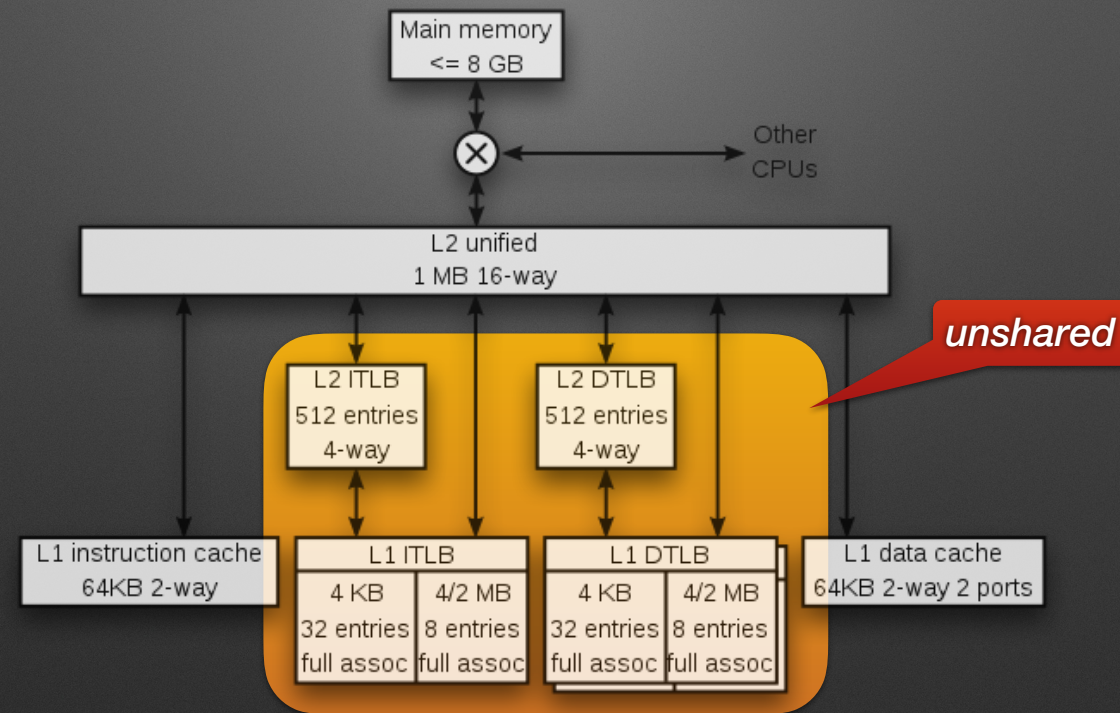 Main memory
<= 8 GB
Other
CPUs
L2 unified
1 MB 16-way
unshared
L2 ITLB
512 entries
4-way
L2 DTLB
512 entries
4-way
L1 instruction cache
64KB 2-way
L1 ITLB
4 KB
32 entries
full assoc
4/2 MB
8 entries
full assoc
L1 DTLB
4 KB
32 entries
full assoc
4/2 MB
8 entries
full assoc
L1 data cache
64KB 2-way 2 ports